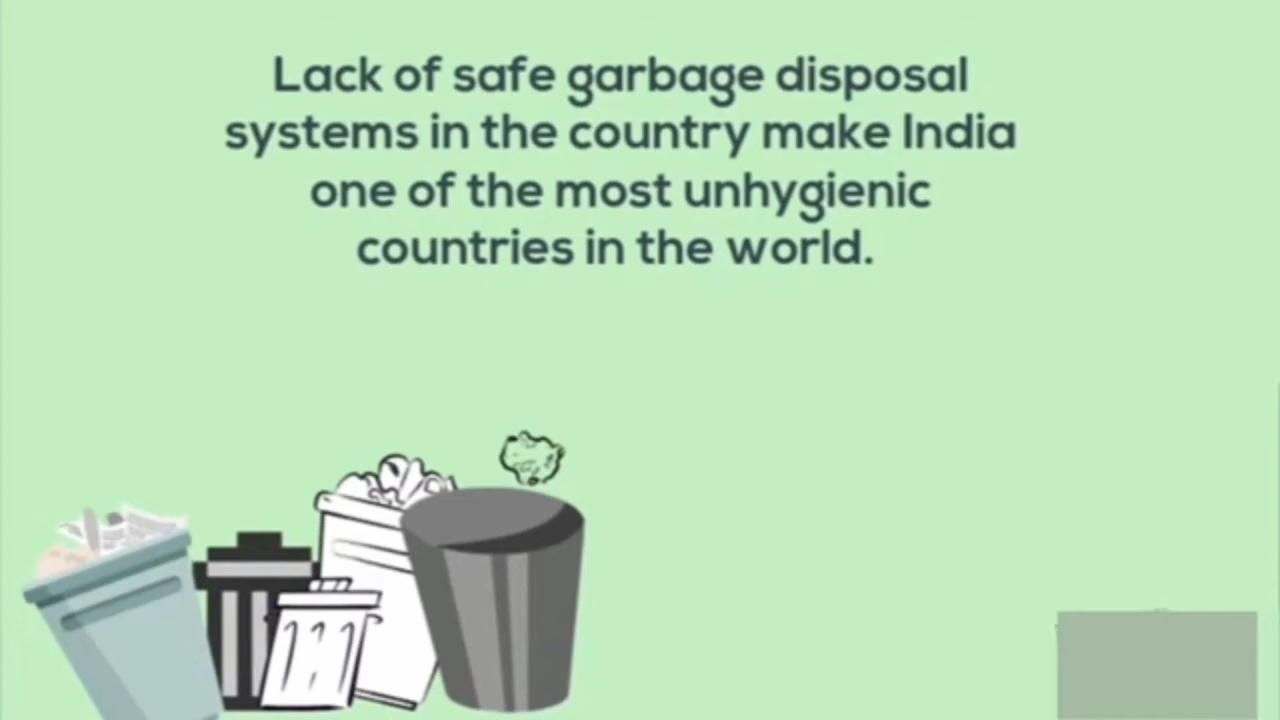 Lack of safe garbage disposal
systems in the country make India
one of the most unhygienic
countries in the world.